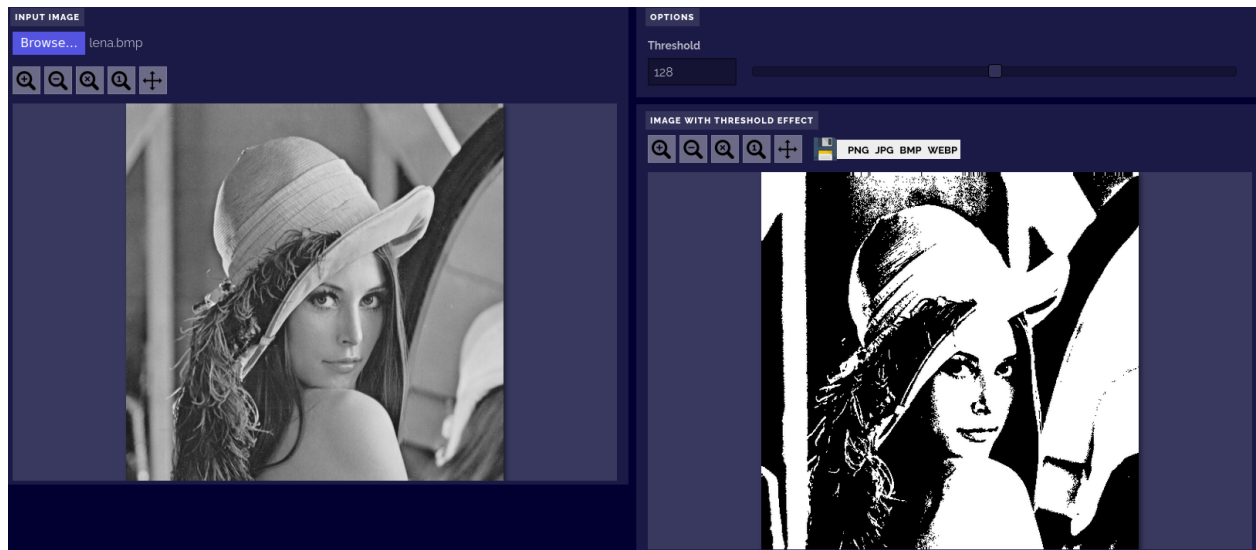 INPUT IMAGE
Browse... lena.bmp
OPTIONS
Threshold
128
IMAGE WITH THRESHOLD EFFECT
PNG JPG BMP WEBP